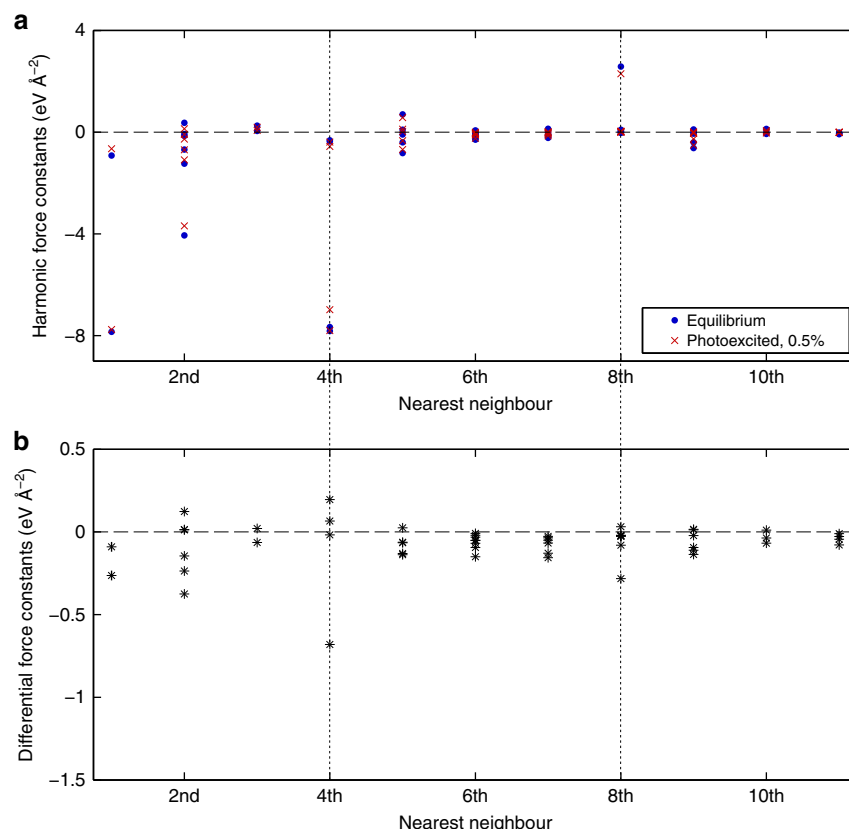 a
4
0
−4
−8
Harmonic force constants (eV Å⁻²)
Equilibrium
Photoexcited, 0.5%
2nd 4th 6th 8th 10th
Nearest neighbour
b
0.5
0
−0.5
−1
−1.5
Differential force constants (eV Å⁻²)
2nd 4th 6th 8th 10th
Nearest neighbour